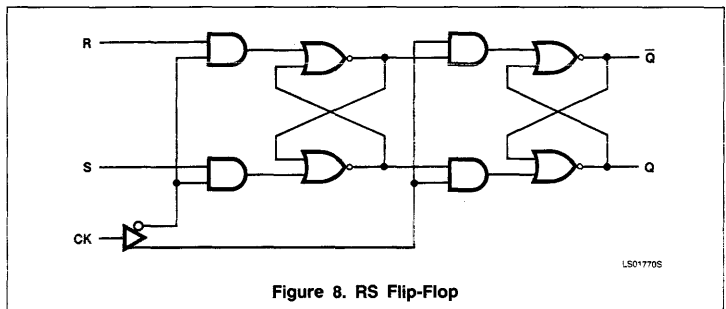 R
Q̅
S
Q
CK
LS01770S
Figure 8. RS Flip-Flop